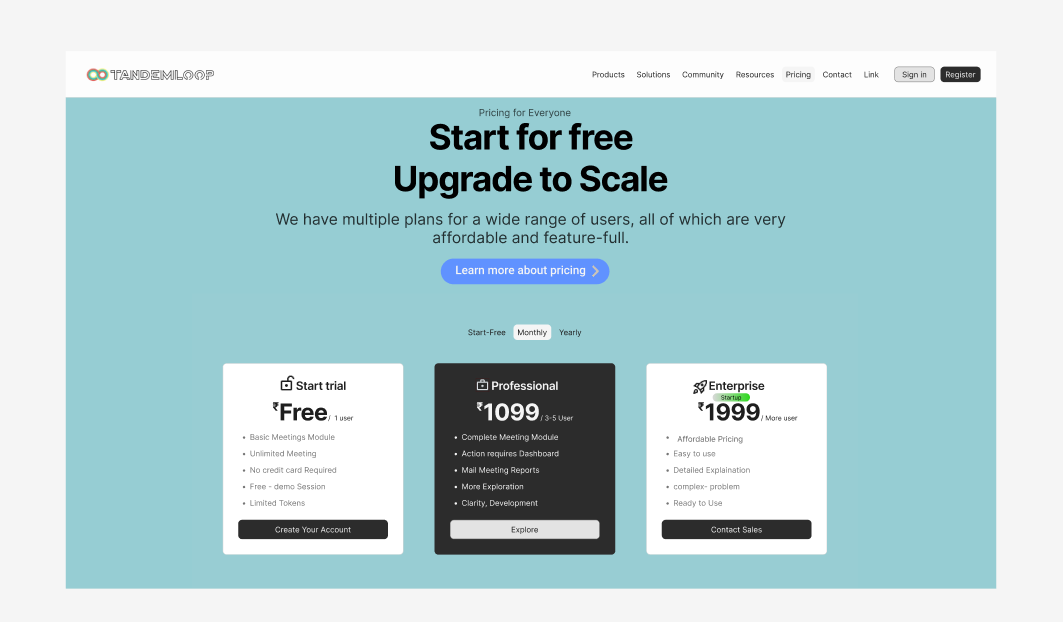 TANDEMLOOP
Products Solutions Community Resources Pricing Contact Link Sign in Register
Pricing for Everyone
Start for free
Upgrade to Scale
We have multiple plans for a wide range of users, all of which are very
affordable and feature-full.
Learn more about pricing
Start-Free Monthly Yearly
Start trial
₹Free/ 1 user
• Basic Meetings Module
• Unlimited Meeting
• No credit card Required
• Free - demo Session
• Limited Tokens
Create Your Account
Professional
₹1099/ 3-5 User
• Complete Meeting Module
• Action requires Dashboard
• Mail Meeting Reports
• More Exploration
• Clarity, Development
Explore
Enterprise
Startup
₹1999/ More user
• Affordable Pricing
• Easy to use
• Detailed Explaination
• complex- problem
• Ready to Use
Contact Sales